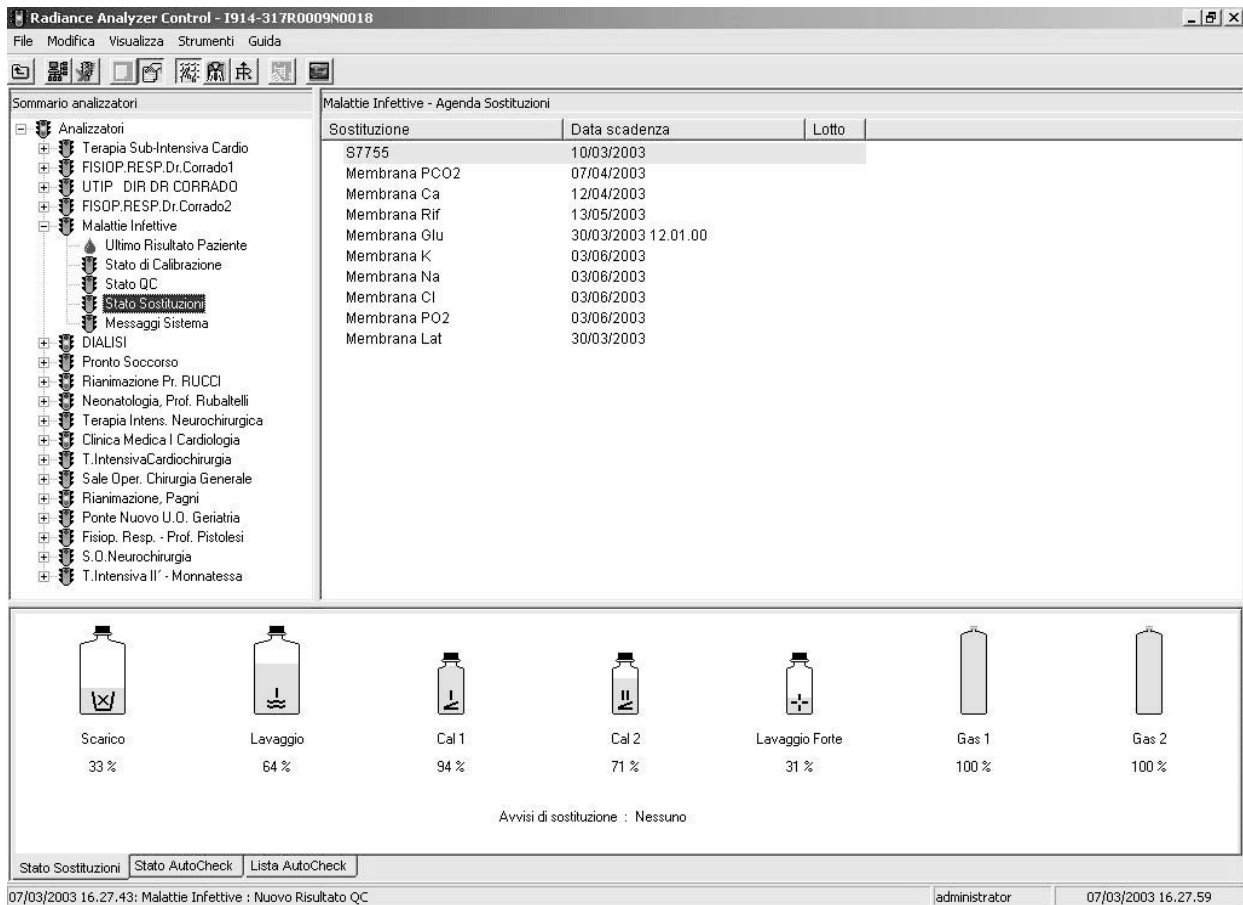 Radiance Analyzer Control - I914-317R0009N0018
File Modifica Visualizza Strumenti Guida
Sommario analizzatori
Analizzatori
Terapia Sub-Intensiva Cardio
FISIOP.RESP.Dr.Corrado1
UTIP DIR DR CORRADO
FISOP.RESP.Dr.Corrado2
Malattie Infettive
Ultimo Risultato Paziente
Stato di Calibrazione
Stato QC
Stato Sostituzioni
Messaggi Sistema
DIALISI
Pronto Soccorso
Rianimazione Pr. RUCCI
Neonatologia, Prof. Rubaltelli
Terapia Intens. Neurochirurgica
Clinica Medica I Cardiologia
T.IntensivaCardiochirurgia
Sale Oper. Chirurgia Generale
Rianimazione, Pagni
Ponte Nuovo U.O. Geriatria
Fisiop. Resp. - Prof. Pistolesi
S.O.Neurochirurgia
T.Intensiva II´ - Monnatessa
Malattie Infettive - Agenda Sostituzioni
Sostituzione Data scadenza Lotto
S7755 10/03/2003
Membrana PCO2 07/04/2003
Membrana Ca 12/04/2003
Membrana Rif 13/05/2003
Membrana Glu 30/03/2003 12.01.00
Membrana K 03/06/2003
Membrana Na 03/06/2003
Membrana Cl 03/06/2003
Membrana PO2 03/06/2003
Membrana Lat 30/03/2003
Scarico Lavaggio Cal 1 Cal 2 Lavaggio Forte Gas 1 Gas 2
33 % 64 % 94 % 71 % 31 % 100 % 100 %
Avvisi di sostituzione : Nessuno
Stato Sostituzioni Stato AutoCheck Lista AutoCheck
07/03/2003 16.27.43: Malattie Infettive : Nuovo Risultato QC administrator 07/03/2003 16.27.59